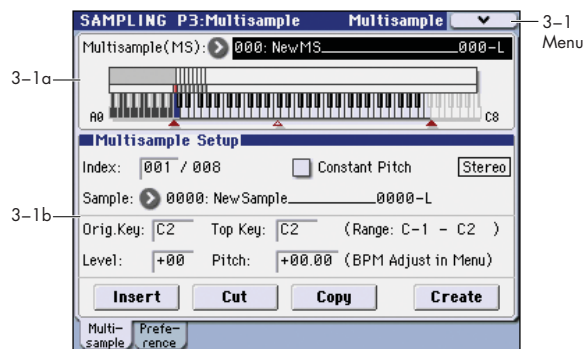 SAMPLING P3:Multisample Multisample
3–1
Menu
Multisample(MS): 000: NewMS 000-L
3–1a
A0 C8
Multisample Setup
Index: 001 / 008 Constant Pitch Stereo
Sample: 0000: NewSample 0000-L
3–1b
Orig.Key: C2 Top Key: C2 (Range: C-1 - C2 )
Level: +00 Pitch: +00.00 (BPM Adjust in Menu)
Insert Cut Copy Create
Multi-
sample
Prefe-
rence